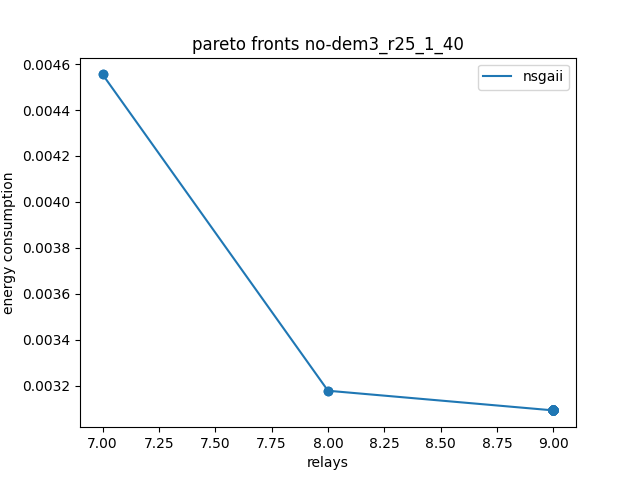 pareto fronts no-dem3_r25_1_40
nsgaii
energy consumption
0.0046
0.0044
0.0042
0.0040
0.0038
0.0036
0.0034
0.0032
7.00 7.25 7.50 7.75 8.00 8.25 8.50 8.75 9.00
relays